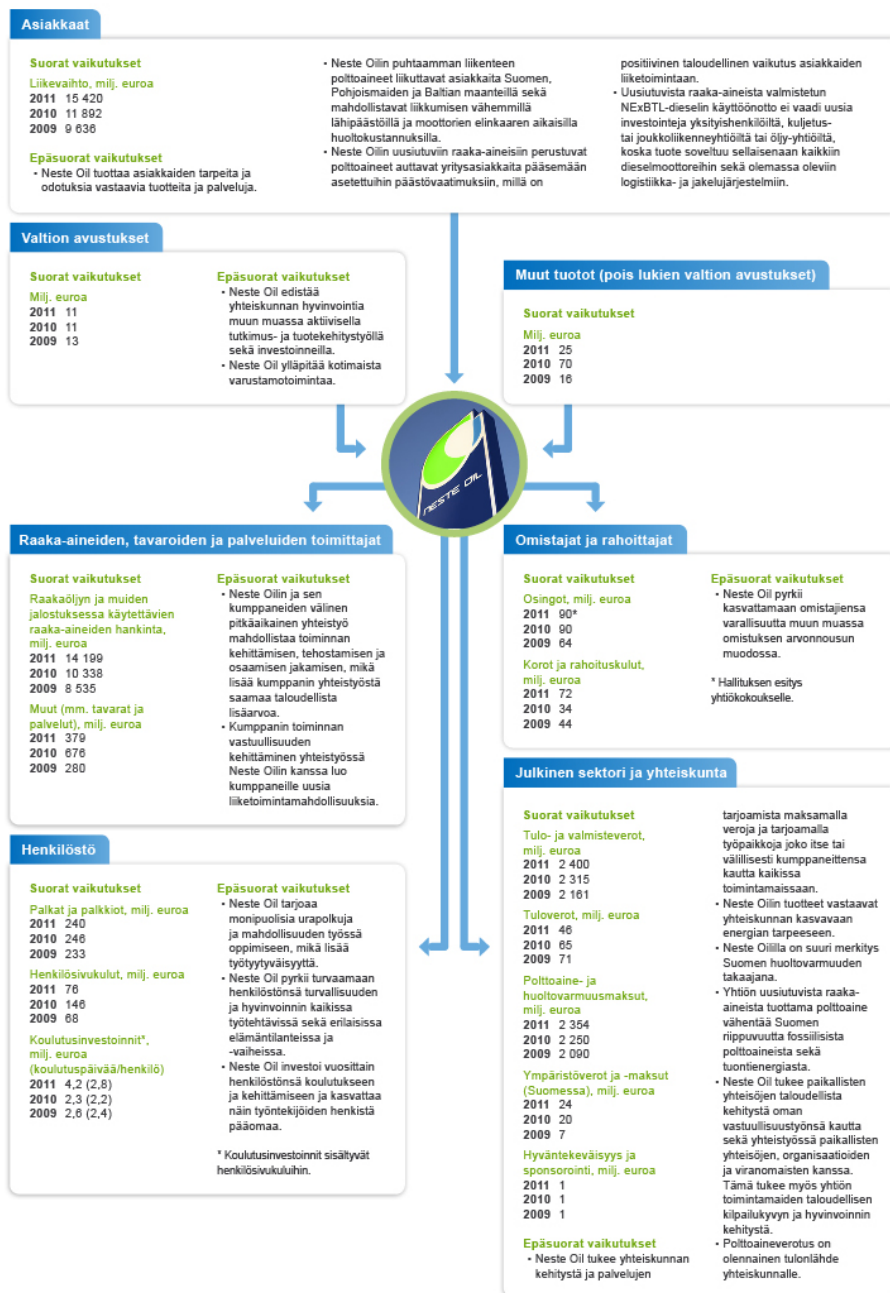 Asiakkaat
Suorat vaikutukset
Liikevaihto, milj. euroa
2011 15 420
2010 11 892
2009 9 636
Epäsuorat vaikutukset
• Neste Oil tuottaa asiakkaiden tarpeita ja
odotuksia vastaavia tuotteita ja palveluja.
• Neste Oilin puhtaamman liikenteen
polttoaineet liikuttavat asiakkaita Suomen,
Pohjoismaiden ja Baltian maanteillä sekä
mahdollistavat liikkumisen vähemmillä
lähipäästöillä ja moottorien elinkaaren aikaisilla
huoltokustannuksilla.
• Neste Oilin uusiutuviin raaka-aineisiin perustuvat
polttoaineet auttavat yritysasiakkaita pääsemään
asetettuihin päästövaatimuksiin, millä on
positiivinen taloudellinen vaikutus asiakkaiden
liiketoimintaan.
• Uusiutuvista raaka-aineista valmistetun
NExBTL-dieselin käyttöönotto ei vaadi uusia
investointeja yksityishenkilöiltä, kuljetus-
tai joukkoliikenneyhtiöiltä tai öljy-yhtiöiltä,
koska tuote soveltuu sellaisenaan kaikkiin
dieselmoottoreihin sekä olemassa oleviin
logistiikka- ja jakelujärjestelmiin.
Valtion avustukset
Suorat vaikutukset
Milj. euroa
2011 11
2010 11
2009 13
Epäsuorat vaikutukset
• Neste Oil edistää
yhteiskunnan hyvinvointia
muun muassa aktiivisella
tutkimus- ja tuotekehitystyöllä
sekä investoinneilla.
• Neste Oil ylläpitää kotimaista
varustamotoimintaa.
Muut tuotot (pois lukien valtion avustukset)
Suorat vaikutukset
Milj. euroa
2011 25
2010 70
2009 16
NESTE OIL
Raaka-aineiden, tavaroiden ja palveluiden toimittajat
Suorat vaikutukset
Raakaöljyn ja muiden
jalostuksessa käytettävien
raaka-aineiden hankinta,
milj. euroa
2011 14 199
2010 10 338
2009 8 535
Muut (mm. tavarat ja
palvelut), milj. euroa
2011 379
2010 676
2009 280
Epäsuorat vaikutukset
• Neste Oilin ja sen
kumppaneiden välinen
pitkäaikainen yhteistyö
mahdollistaa toiminnan
kehittämisen, tehostamisen ja
osaamisen jakamisen, mikä
lisää kumppanin yhteistyöstä
saamaa taloudellista
lisäarvoa.
• Kumppanin toiminnan
vastuullisuuden
kehittäminen yhteistyössä
Neste Oilin kanssa luo
kumppaneille uusia
liiketoimintamahdollisuuksia.
Omistajat ja rahoittajat
Suorat vaikutukset
Osingot, milj. euroa
2011 90*
2010 90
2009 64
Korot ja rahoituskulut,
milj. euroa
2011 72
2010 34
2009 44
Epäsuorat vaikutukset
• Neste Oil pyrkii
kasvattamaan omistajiensa
varallisuutta muun muassa
omistuksen arvonnousun
muodossa.
* Hallituksen esitys
yhtiökokoukselle.
Henkilöstö
Suorat vaikutukset
Palkat ja palkkiot, milj. euroa
2011 240
2010 246
2009 233
Henkilösivukulut, milj. euroa
2011 76
2010 146
2009 68
Koulutusinvestoinnit*,
milj. euroa
(koulutuspäivää/henkilö)
2011 4,2 (2,8)
2010 2,3 (2,2)
2009 2,6 (2,4)
Epäsuorat vaikutukset
• Neste Oil tarjoaa
monipuolisia urapolkuja
ja mahdollisuuden työssä
oppimiseen, mikä lisää
työtyytyväisyyttä.
• Neste Oil pyrkii turvaamaan
henkilöstönsä turvallisuuden
ja hyvinvoinnin kaikissa
työtehtävissä sekä erilaisissa
elämäntilanteissa ja
-vaiheissa.
• Neste Oil investoi vuosittain
henkilöstönsä koulutukseen
ja kehittämiseen ja kasvattaa
näin työntekijöiden henkistä
pääomaa.
* Koulutusinvestoinnit sisältyvät
henkilösivukuluihin.
Julkinen sektori ja yhteiskunta
Suorat vaikutukset
Tulo- ja valmisteverot,
milj. euroa
2011 2 400
2010 2 315
2009 2 161
Tuloverot, milj. euroa
2011 46
2010 65
2009 71
Polttoaine- ja
huoltovarmuusmaksut,
milj. euroa
2011 2 354
2010 2 250
2009 2 090
Ympäristöverot ja -maksut
(Suomessa), milj. euroa
2011 24
2010 20
2009 7
Hyväntekeväisyys ja
sponsorointi, milj. euroa
2011 1
2010 1
2009 1
Epäsuorat vaikutukset
• Neste Oil tukee yhteiskunnan
kehitystä ja palvelujen
tarjoamista maksamalla
veroja ja tarjoamalla
työpaikkoja joko itse tai
välillisesti kumppaneittensa
kautta kaikissa
toimintamaissaan.
• Neste Oilin tuotteet vastaavat
yhteiskunnan kasvavaan
energian tarpeeseen.
• Neste Oililla on suuri merkitys
Suomen huoltovarmuuden
takaajana.
• Yhtiön uusiutuvista raaka-
aineista tuottama polttoaine
vähentää Suomen
riippuvuutta fossiilisista
polttoaineista sekä
tuontienergiasta.
• Neste Oil tukee paikallisten
yhteisöjen taloudellista
kehitystä oman
vastuullisuustyönsä kautta
sekä yhteistyössä paikallisten
yhteisöjen, organisaatioiden
ja viranomaisten kanssa.
Tämä tukee myös yhtiön
toimintamaiden taloudellisen
kilpailukyvyn ja hyvinvoinnin
kehitystä.
• Polttoaineverotus on
olennainen tulonlähde
yhteiskunnalle.